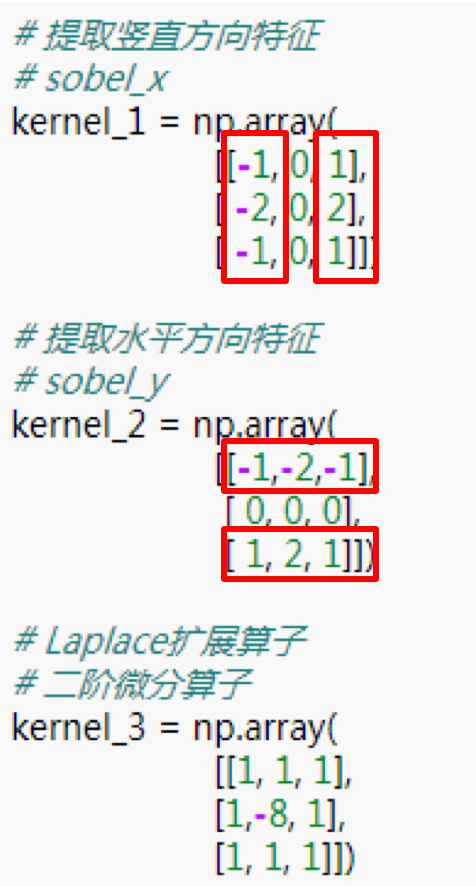 # 提取竖直方向特征
# sobel_x
kernel_1 = np.array(
[[-1, 0, 1],
[ -2, 0, 2],
[ -1, 0, 1]])
# 提取水平方向特征
# sobel_y
kernel_2 = np.array(
[[-1,-2,-1],
[ 0, 0, 0],
[ 1, 2, 1]])
# Laplace扩展算子
# 二阶微分算子
kernel_3 = np.array(
[[1, 1, 1],
[1,-8, 1],
[1, 1, 1]])